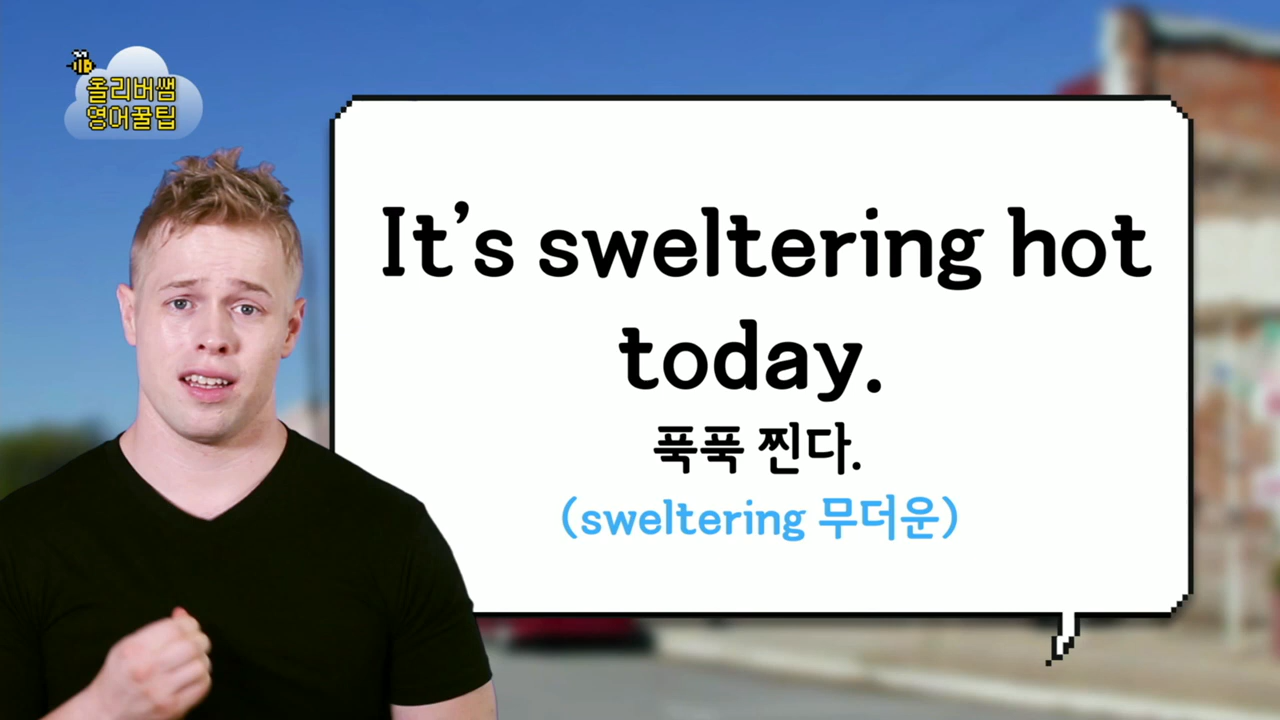 올리버쌤
영어꿀팁
It's sweltering hot
today.
푹푹 찐다.
(sweltering 무더운)